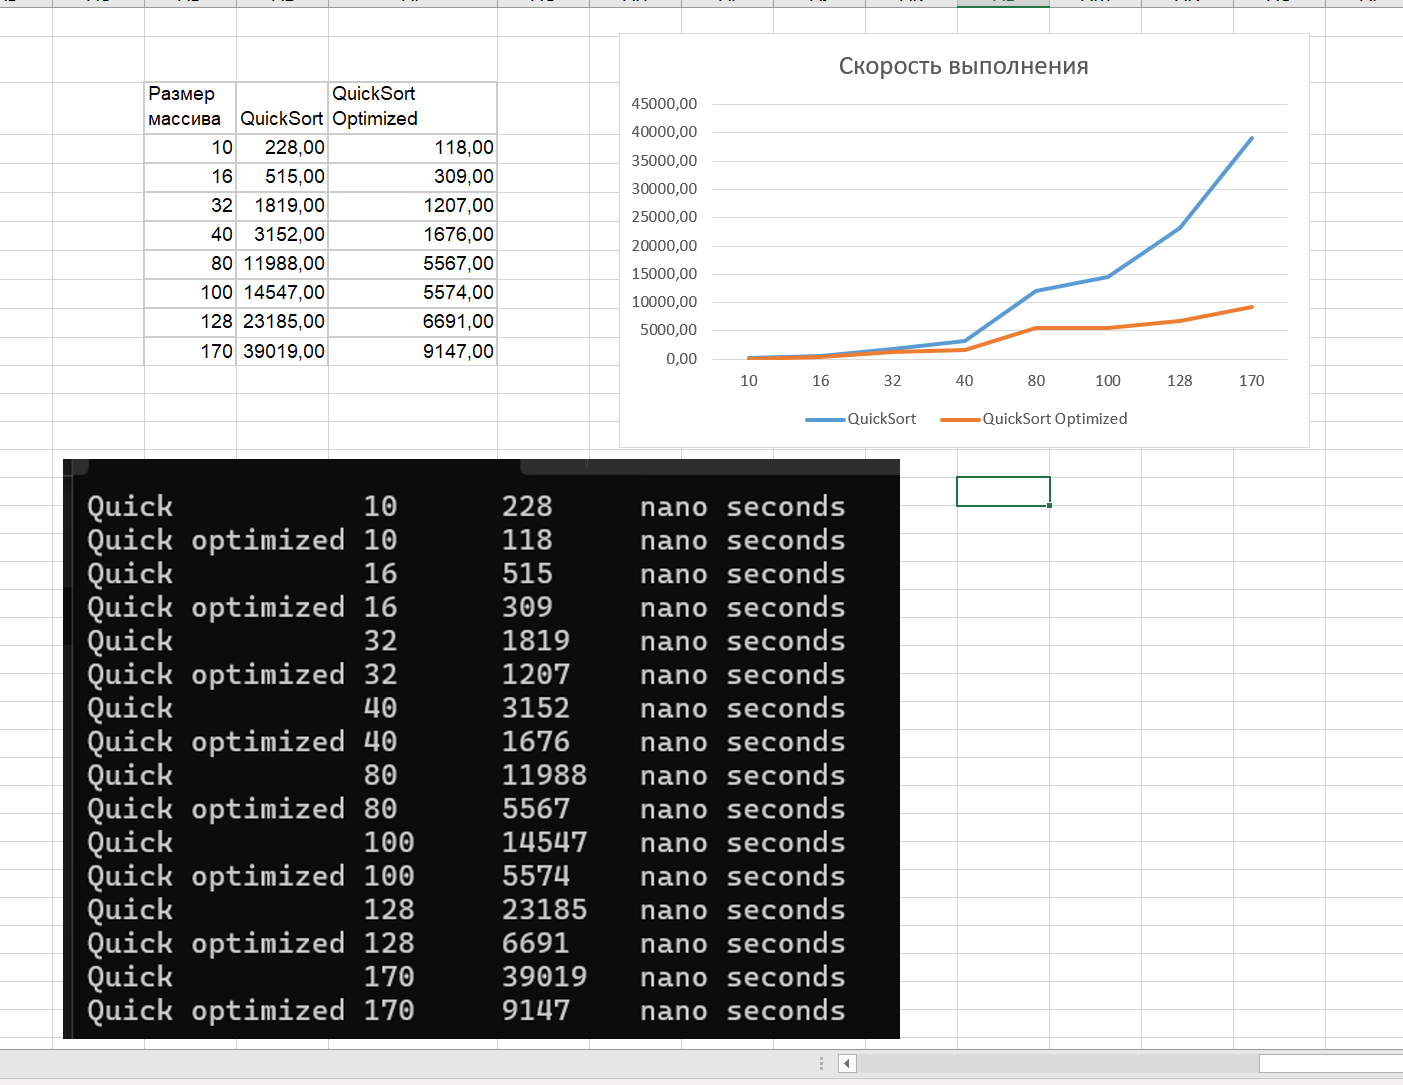 Размер массива QuickSort QuickSort Optimized
10 228,00 118,00
16 515,00 309,00
32 1819,00 1207,00
40 3152,00 1676,00
80 11988,00 5567,00
100 14547,00 5574,00
128 23185,00 6691,00
170 39019,00 9147,00
Скорость выполнения
45000,00
40000,00
35000,00
30000,00
25000,00
20000,00
15000,00
10000,00
5000,00
0,00
10 16 32 40 80 100 128 170
QuickSort QuickSort Optimized
Quick 10 228 nano seconds
Quick optimized 10 118 nano seconds
Quick 16 515 nano seconds
Quick optimized 16 309 nano seconds
Quick 32 1819 nano seconds
Quick optimized 32 1207 nano seconds
Quick 40 3152 nano seconds
Quick optimized 40 1676 nano seconds
Quick 80 11988 nano seconds
Quick optimized 80 5567 nano seconds
Quick 100 14547 nano seconds
Quick optimized 100 5574 nano seconds
Quick 128 23185 nano seconds
Quick optimized 128 6691 nano seconds
Quick 170 39019 nano seconds
Quick optimized 170 9147 nano seconds